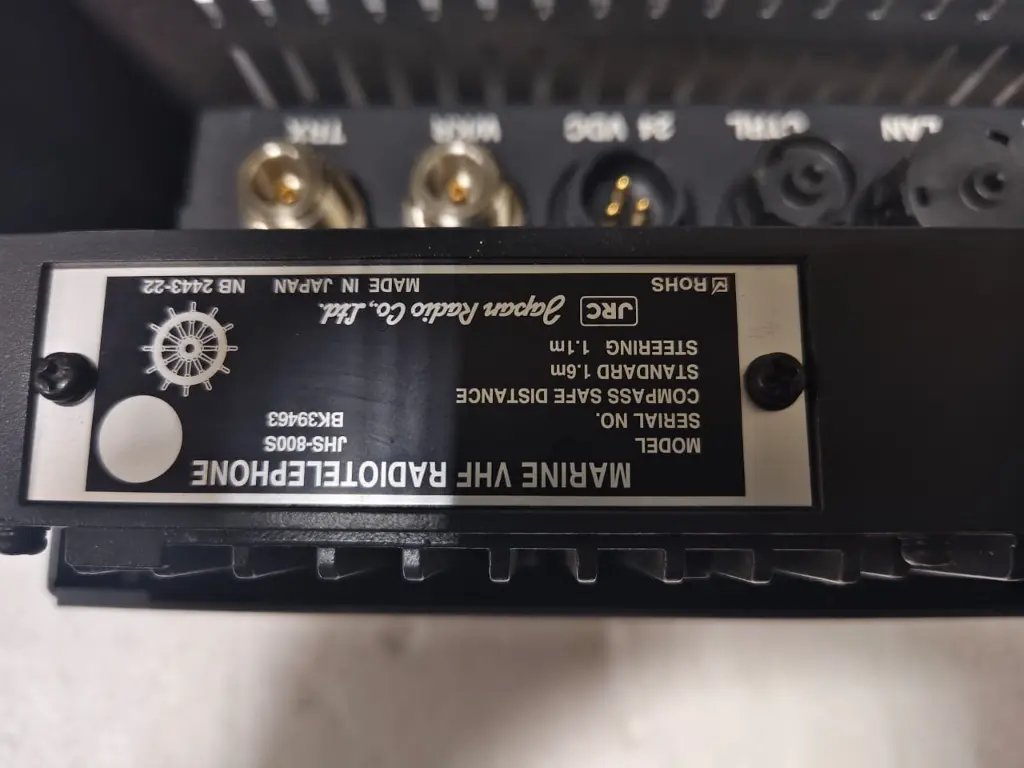 MARINE VHF RADIOTELEPHONE
MODEL JHS-800S
SERIAL NO. BK39463
COMPASS SAFE DISTANCE
STANDARD 1.6m
STEERING 1.1m
JRC Japan Radio Co., Ltd.
RoHS MADE IN JAPAN NB 2443-22
LAN CTRL 24 VDC WKR TRX